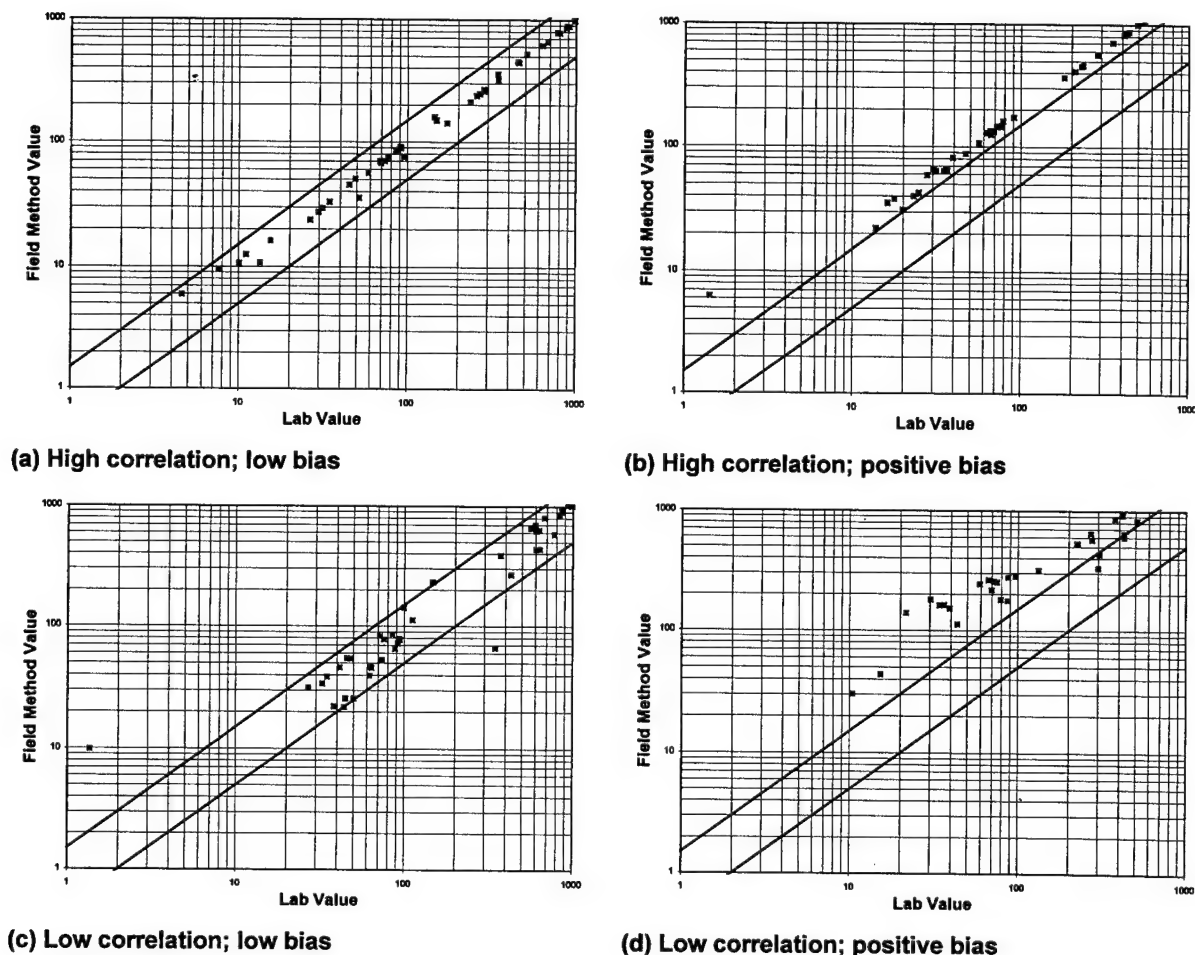 1000
100
10
1
Field Method Value
1
10
100
1000
Lab Value
(a) High correlation; low bias
1000
100
10
1
Field Method Value
1
10
100
1000
Lab Value
(b) High correlation; positive bias
1000
100
10
1
Field Method Value
1
10
100
1000
Lab Value
(c) Low correlation; low bias
1000
100
10
1
Field Method Value
1
10
100
1000
Lab Value
(d) Low correlation; positive bias